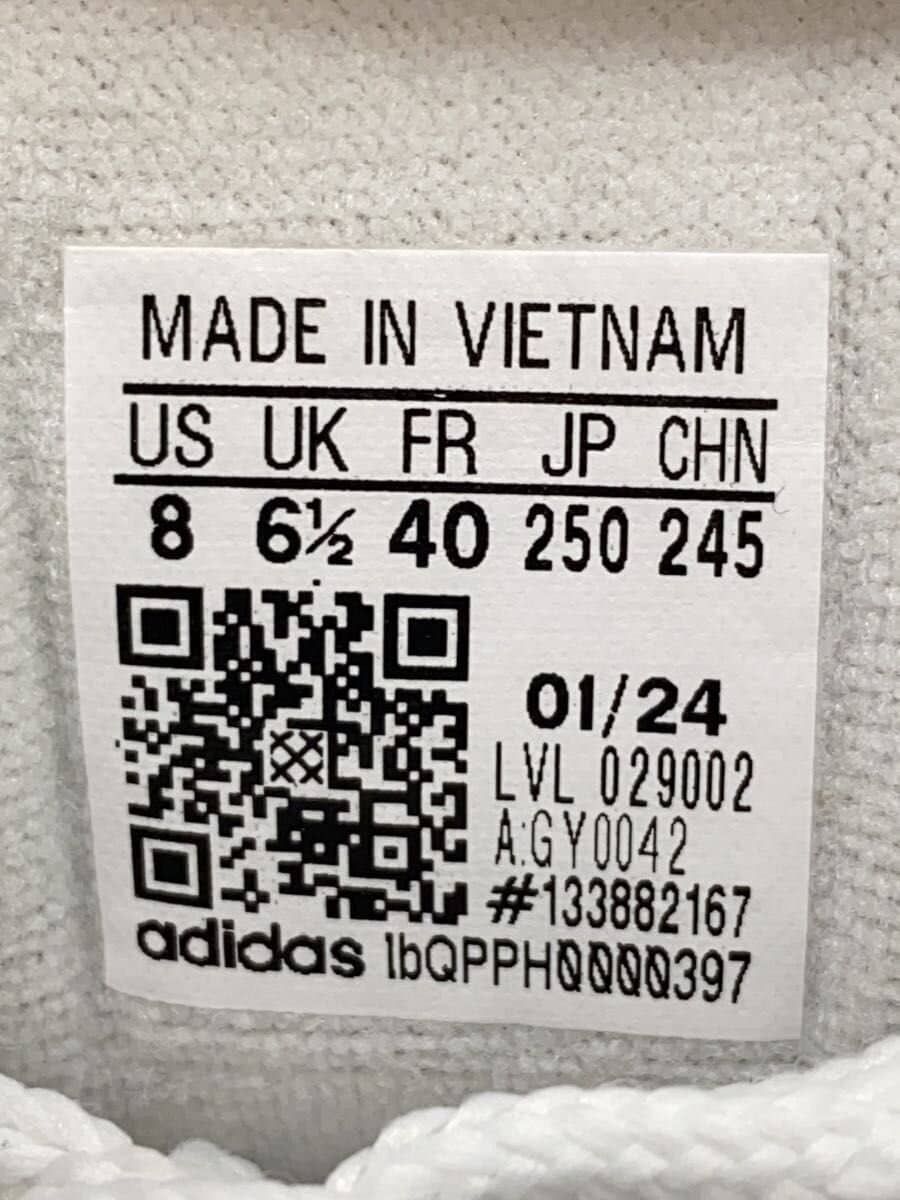 MADE IN VIETNAM
US UK FR JP CHN
8 6½ 40 250 245
01/24
LVL 029002
A:GY0042
#133882167
adidas lbQPPH0000397